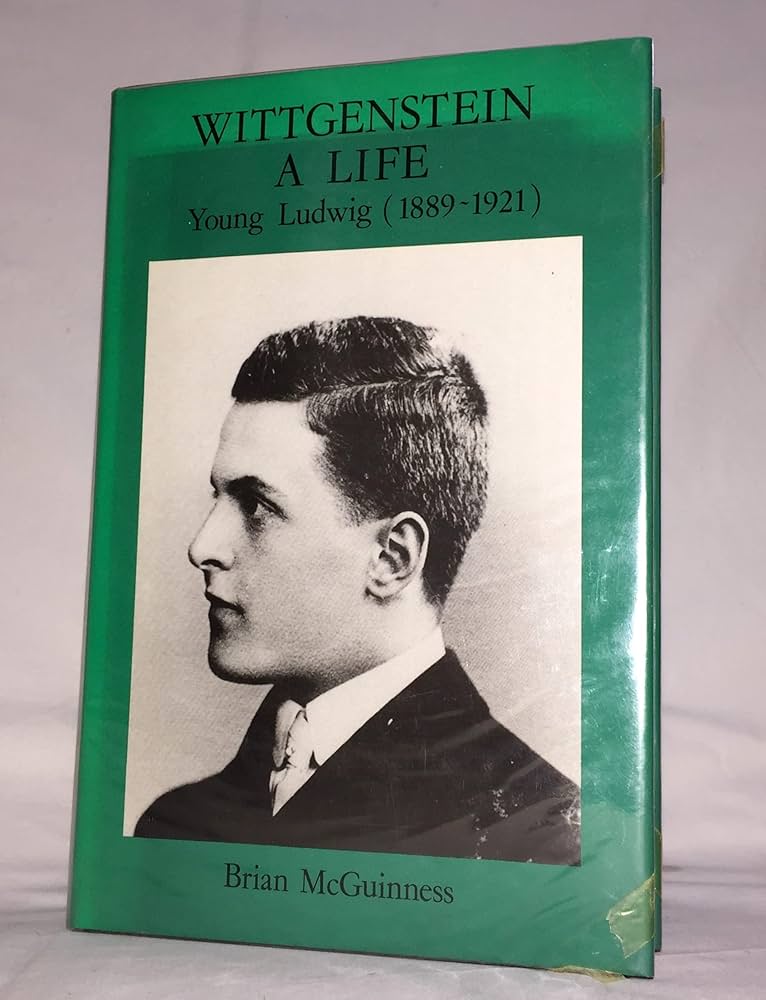 WITTGENSTEIN
A LIFE
Young Ludwig (1889~1921)
Brian McGuinness